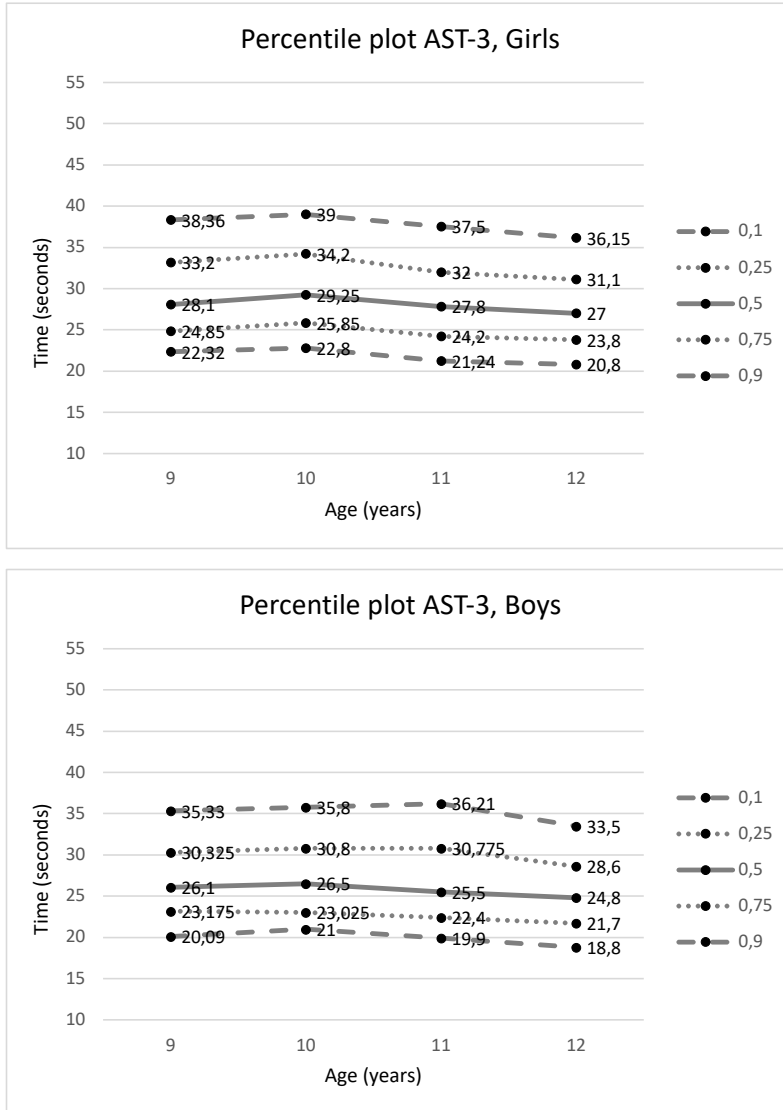 Percentile plot AST-3, Girls
55
50
45
40
35
30
25
20
15
10
Time (seconds)
38,36 39 37,5 36,15
33,2 34,2 32 31,1
28,1 29,25 27,8 27
24,85 25,85 24,2 23,8
22,32 22,8 21,24 20,8
9 10 11 12
Age (years)
0,1
0,25
0,5
0,75
0,9
Percentile plot AST-3, Boys
55
50
45
40
35
30
25
20
15
10
Time (seconds)
35,33 35,8 36,21 33,5
30,325 30,8 30,775 28,6
26,1 26,5 25,5 24,8
23,175 23,025 22,4 21,7
20,09 21 19,9 18,8
9 10 11 12
Age (years)
0,1
0,25
0,5
0,75
0,9